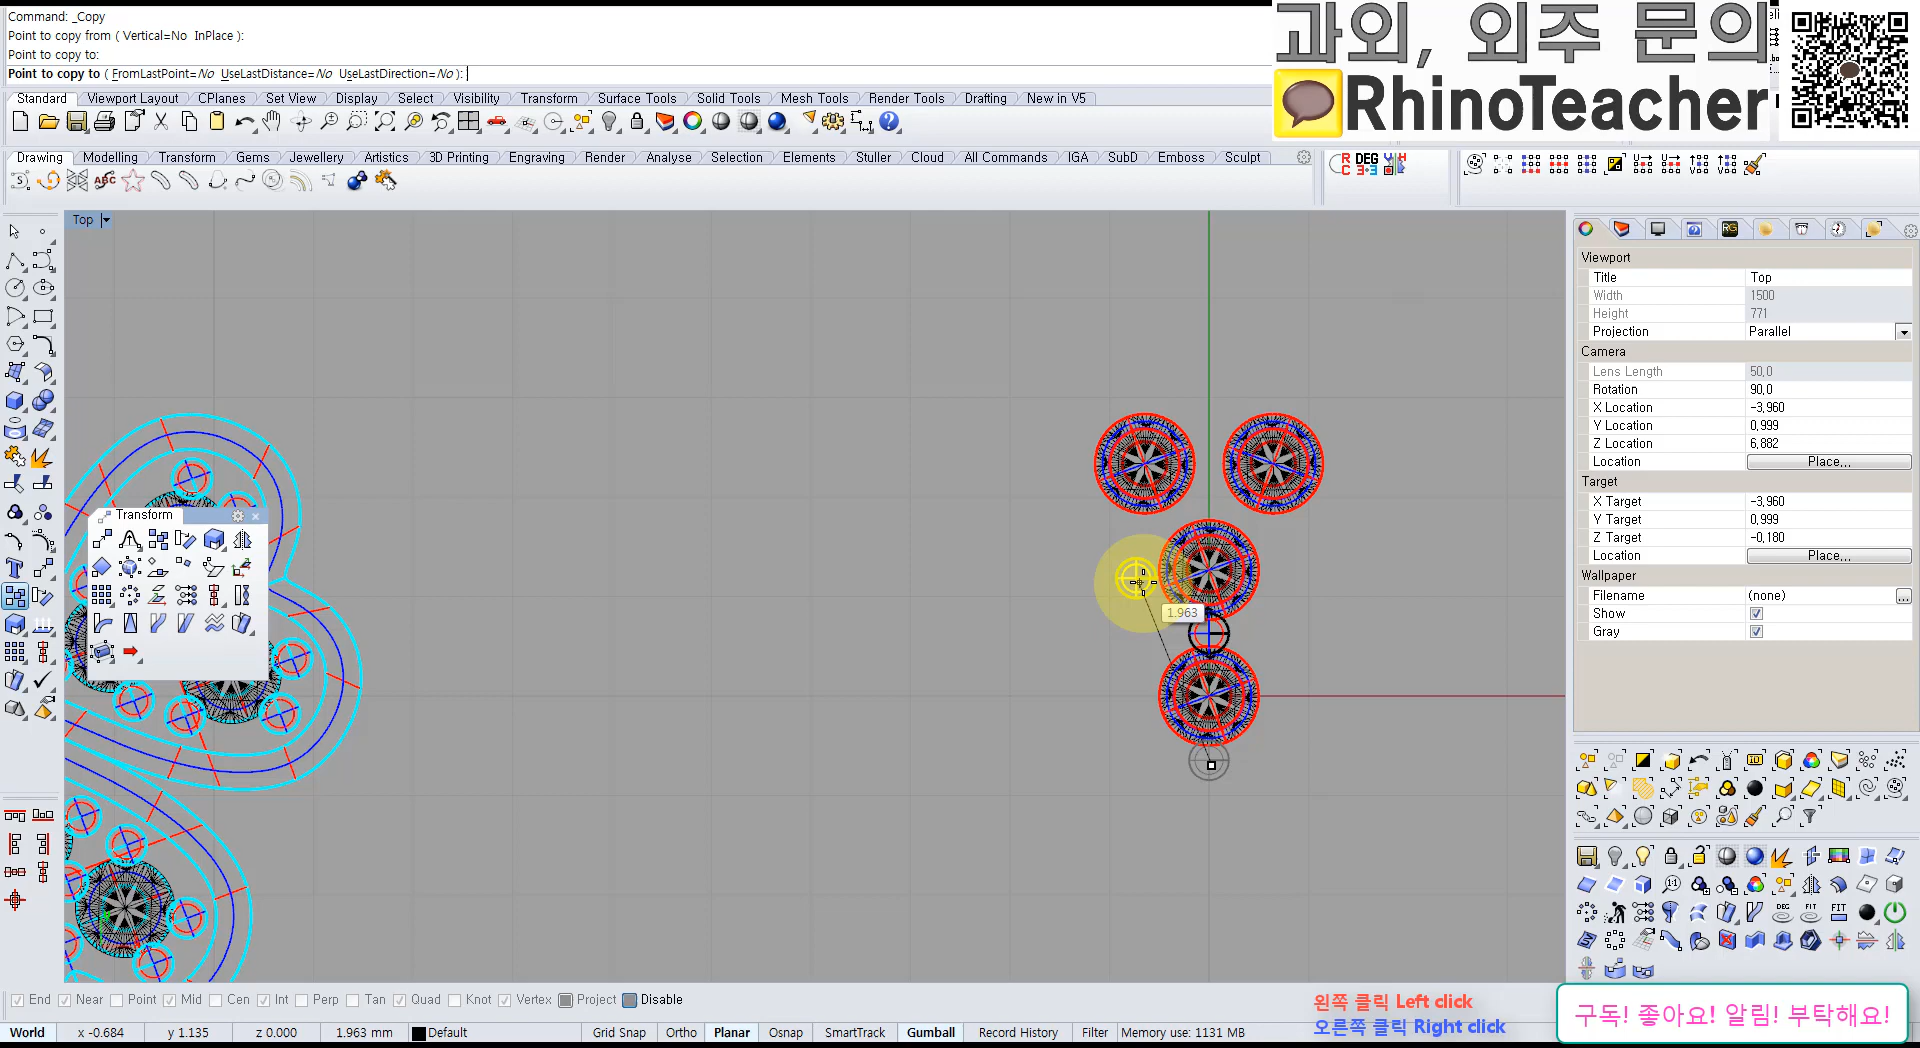 Command: _Copy
Point to copy from ( Vertical=No  InPlace ):
Point to copy to:
Point to copy to ( FromLastPoint=No  UseLastDistance=No  UseLastDirection=No ):
과외, 외주 문의
RhinoTeacher
Standard Viewport Layout CPlanes Set View Display Select Visibility Transform Surface Tools Solid Tools Mesh Tools Render Tools Drafting New in V5
Drawing Modelling Transform Gems Jewellery Artistics 3D Printing Engraving Render Analyse Selection Elements Stuller Cloud All Commands IGA SubD Emboss Sculpt
Top
Transform
1.963
Viewport
Title Top
Width 1500
Height 771
Projection Parallel
Camera
Lens Length 50,0
Rotation 90,0
X Location -3,960
Y Location 0,999
Z Location 6,882
Location Place...
Target
X Target -3,960
Y Target 0,999
Z Target -0,180
Location Place...
Wallpaper
Filename (none) ...
Show
Gray
End Near Point Mid Cen Int Perp Tan Quad Knot Vertex Project Disable
왼쪽 클릭 Left click
오른쪽 클릭 Right click
구독! 좋아요! 알림! 부탁해요!
World x -0.684 y 1.135 z 0.000 1.963 mm Default Grid Snap Ortho Planar Osnap SmartTrack Gumball Record History Filter Memory use: 1131 MB